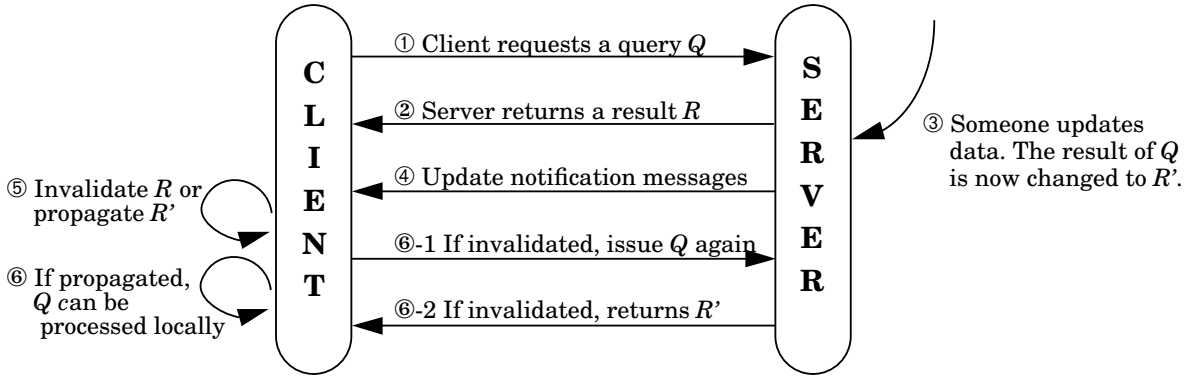 CLIENT
SERVER
① Client requests a query Q
② Server returns a result R
③ Someone updates
data. The result of Q
is now changed to R’.
④ Update notification messages
⑤ Invalidate R or
propagate R’
⑥-1 If invalidated, issue Q again
⑥ If propagated,
Q can be
processed locally
⑥-2 If invalidated, returns R’